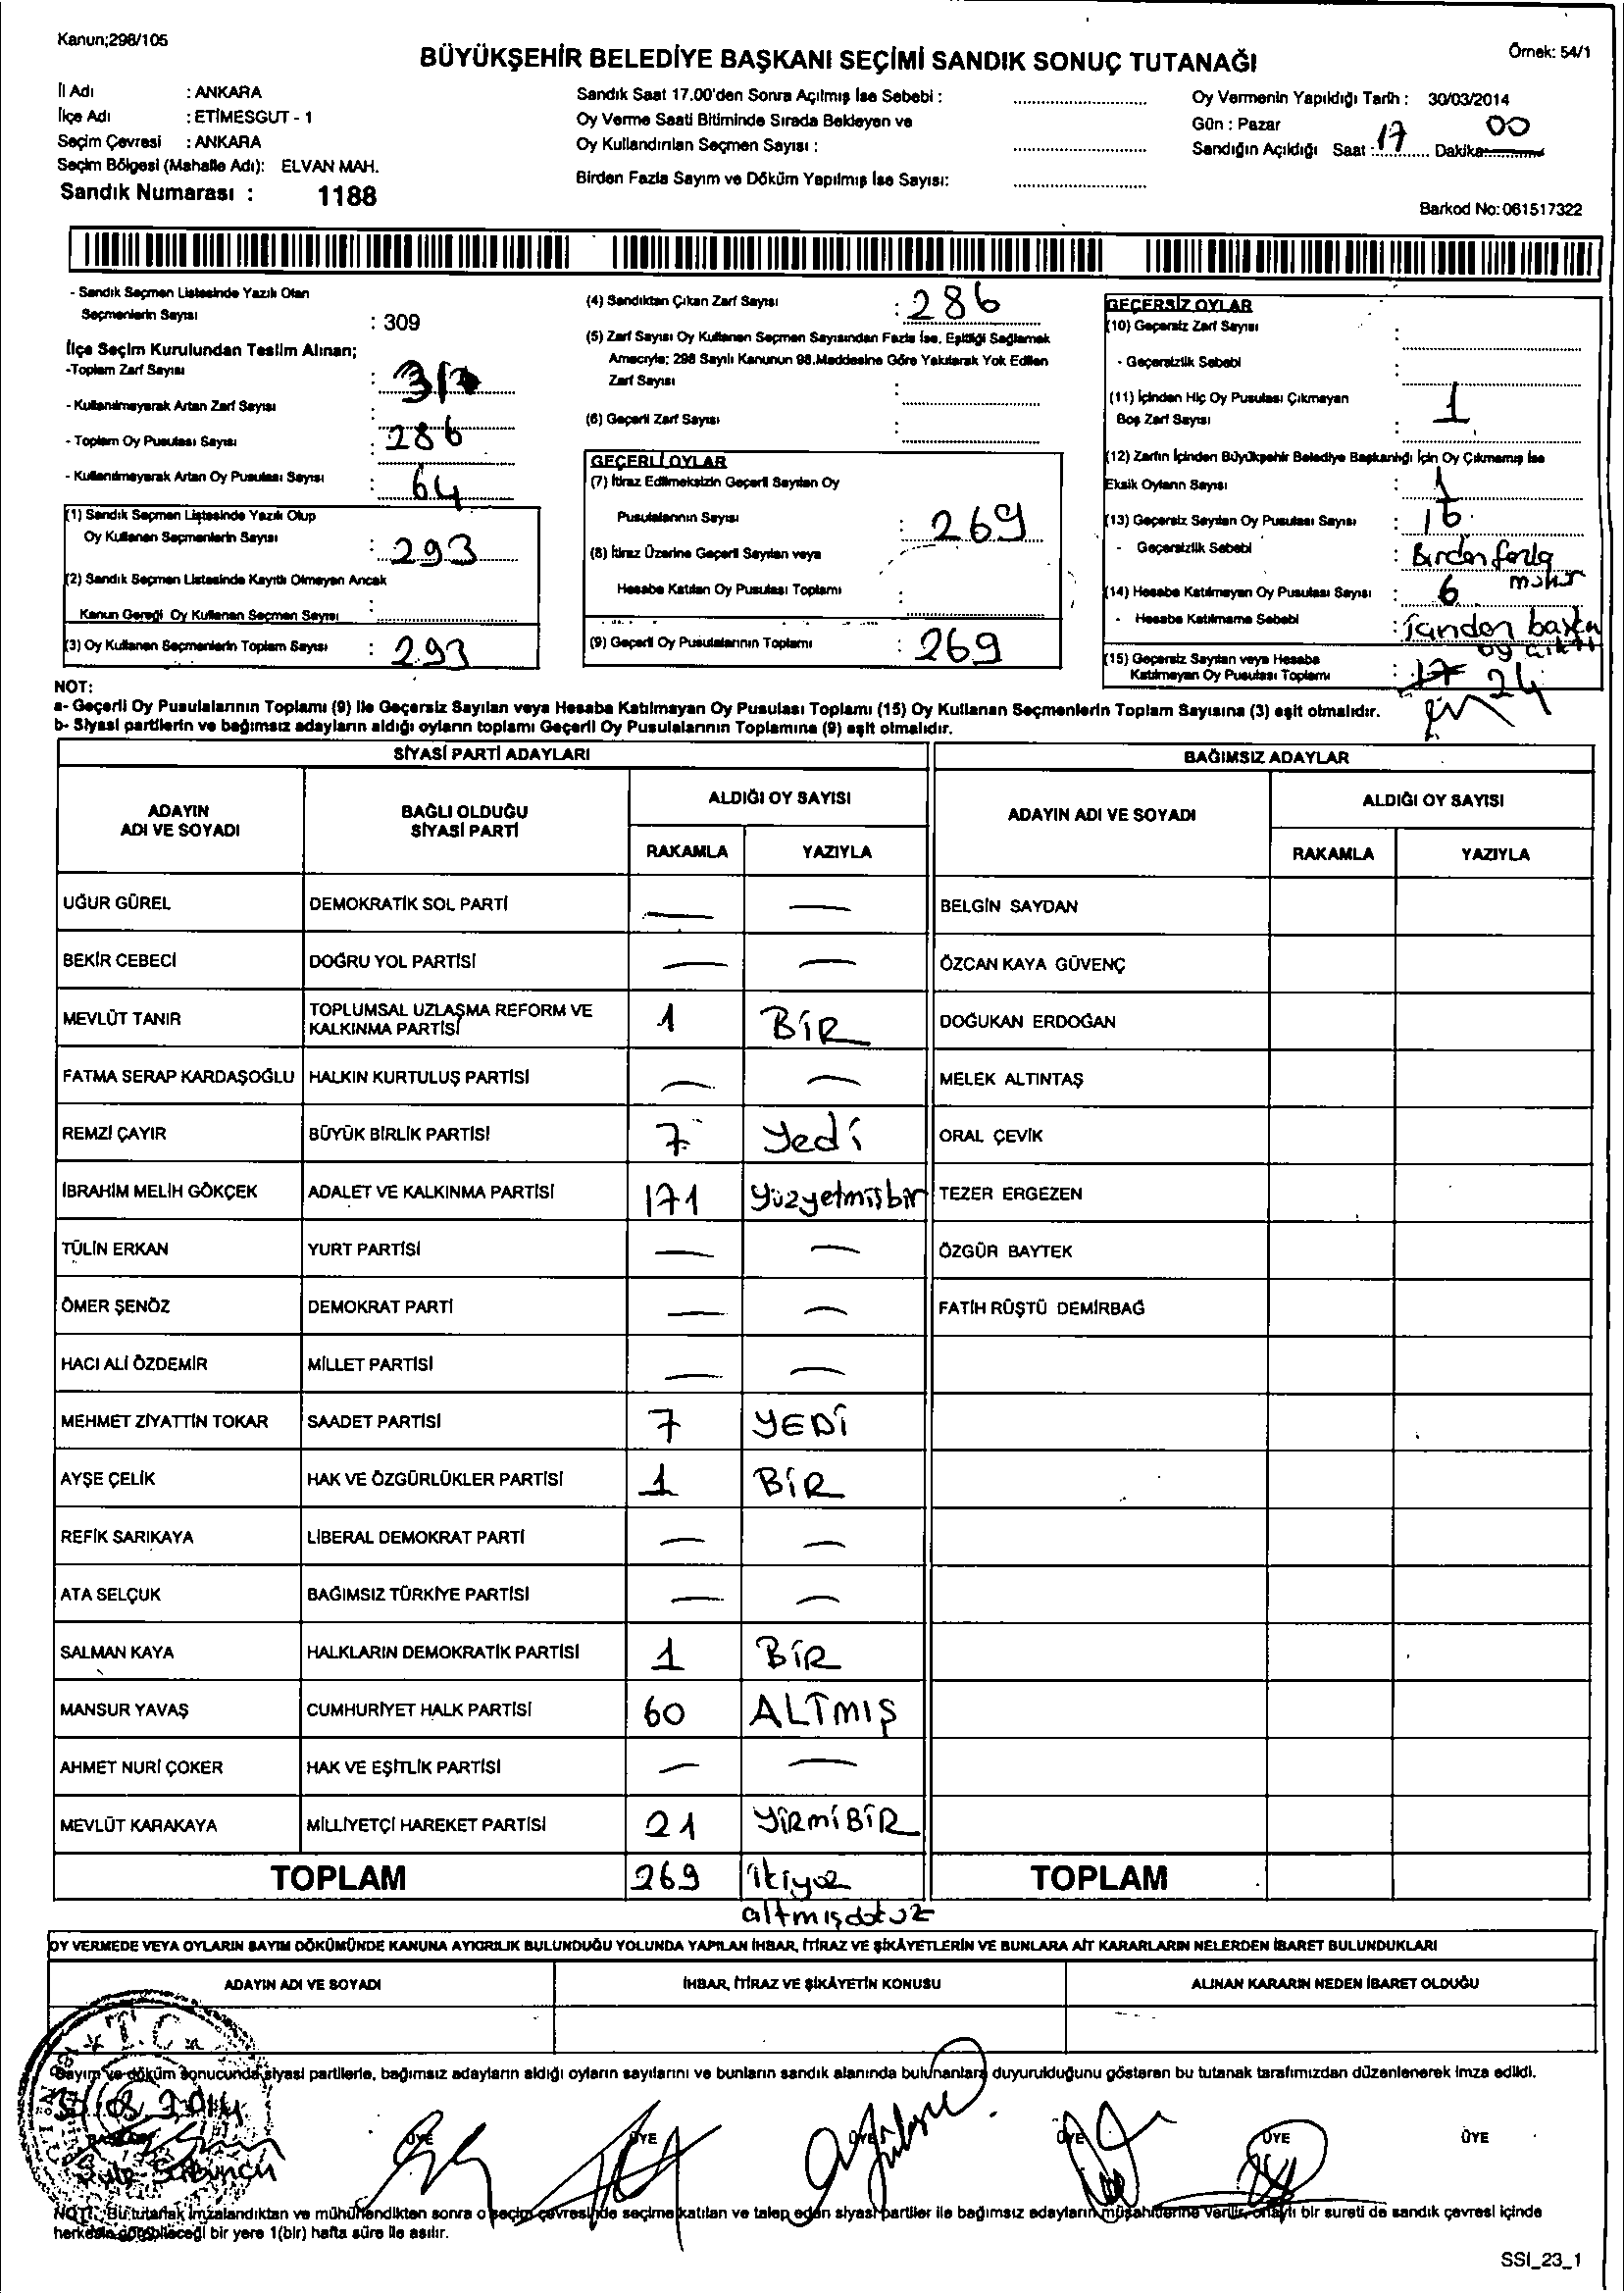 Kanun;298/105
Örnek: 54/1
BÜYÜKŞEHİR BELEDİYE BAŞKANI SEÇİMİ SANDIK SONUÇ TUTANAĞI
İl Adı : ANKARA
İlçe Adı : ETİMESGUT - 1
Seçim Çevresi : ANKARA
Seçim Bölgesi (Mahalle Adı): ELVAN MAH.
Sandık Numarası : 1188
Sandık Saat 17.00'den Sonra Açılmış İse Sebebi :
Oy Verme Saati Bitiminde Sırada Bekleyen ve
Oy Kullandırılan Seçmen Sayısı :
Birden Fazla Sayım ve Döküm Yapılmış İse Sayısı:
Oy Vermenin Yapıldığı Tarih : 30/03/2014
Gün : Pazar
Sandığın Açıldığı Saat : 17 Dakika: 00
Barkod No: 061517322
- Sandık Seçmen Listesinde Yazılı Olan
Seçmenlerin Sayısı : 309
İlçe Seçim Kurulundan Teslim Alınan;
-Toplam Zarf Sayısı :
- Kullanılmayarak Artan Zarf Sayısı :
- Toplam Oy Pusulası Sayısı : 286
- Kullanılmayarak Artan Oy Pusulası Sayısı : 64
(1) Sandık Seçmen Listesinde Yazılı Olup
Oy Kullanan Seçmenlerin Sayısı : 293
(2) Sandık Seçmen Listesinde Kayıtlı Olmayan Ancak
Kanun Gereği Oy Kullanan Seçmen Sayısı :
(3) Oy Kullanan Seçmenlerin Toplam Sayısı : 293
(4) Sandıktan Çıkan Zarf Sayısı : 286
(5) Zarf Sayısı Oy Kullanan Seçmen Sayısından Fazla İse, Eşitliği Sağlamak
Amacıyla; 298 Sayılı Kanunun 98.Maddesine Göre Yakılarak Yok Edilen
Zarf Sayısı :
(6) Geçerli Zarf Sayısı :
GEÇERLİ OYLAR
(7) İtiraz Edilmeksizin Geçerli Sayılan Oy
Pusulalarının Sayısı : 269
(8) İtiraz Üzerine Geçerli Sayılan veya
Hesaba Katılan Oy Pusulası Toplamı :
(9) Geçerli Oy Pusulalarının Toplamı : 269
GEÇERSİZ OYLAR
(10) Geçersiz Zarf Sayısı :
- Geçersizlik Sebebi :
(11) İçinden Hiç Oy Pusulası Çıkmayan
Boş Zarf Sayısı : 1
(12) Zarfın İçinden Büyükşehir Belediye Başkanlığı İçin Oy Çıkmamış İse
Eksik Oyların Sayısı : 1
(13) Geçersiz Sayılan Oy Pusulası Sayısı : 16
- Geçersizlik Sebebi : Birden fazla
mühür
(14) Hesaba Katılmayan Oy Pusulası Sayısı : 6
- Hesaba Katılmama Sebebi : içinden başka
oy çıktı
(15) Geçersiz Sayılan veya Hesaba
Katılmayan Oy Pusulası Toplamı : 17 24
NOT:
a- Geçerli Oy Pusulalarının Toplamı (9) İle Geçersiz Sayılan veya Hesaba Katılmayan Oy Pusulası Toplamı (15) Oy Kullanan Seçmenlerin Toplam Sayısına (3) eşit olmalıdır.
b- Siyasi partilerin ve bağımsız adayların aldığı oyların toplamı Geçerli Oy Pusulalarının Toplamına (9) eşit olmalıdır.
SİYASİ PARTİ ADAYLARI BAĞIMSIZ ADAYLAR
ADAYIN ADI VE SOYADI BAĞLI OLDUĞU SİYASİ PARTİ ALDIĞI OY SAYISI ADAYIN ADI VE SOYADI ALDIĞI OY SAYISI
RAKAMLA YAZIYLA RAKAMLA YAZIYLA
UĞUR GÜREL DEMOKRATİK SOL PARTİ — — BELGİN SAYDAN
BEKİR CEBECİ DOĞRU YOL PARTİSİ — — ÖZCAN KAYA GÜVENÇ
MEVLÜT TANIR TOPLUMSAL UZLAŞMA REFORM VE KALKINMA PARTİSİ 1 BİR DOĞUKAN ERDOĞAN
FATMA SERAP KARDAŞOĞLU HALKIN KURTULUŞ PARTİSİ — — MELEK ALTINTAŞ
REMZİ ÇAYIR BÜYÜK BİRLİK PARTİSİ 7 Yedi ORAL ÇEVİK
İBRAHİM MELİH GÖKÇEK ADALET VE KALKINMA PARTİSİ 171 Yüzyetmişbir TEZER ERGEZEN
TÜLİN ERKAN YURT PARTİSİ — — ÖZGÜR BAYTEK
ÖMER ŞENÖZ DEMOKRAT PARTİ — — FATİH RÜŞTÜ DEMİRBAĞ
HACI ALİ ÖZDEMİR MİLLET PARTİSİ — —
MEHMET ZİYATTİN TOKAR SAADET PARTİSİ 7 YEDİ
AYŞE ÇELİK HAK VE ÖZGÜRLÜKLER PARTİSİ 1 BİR
REFİK SARIKAYA LİBERAL DEMOKRAT PARTİ — —
ATA SELÇUK BAĞIMSIZ TÜRKİYE PARTİSİ — —
SALMAN KAYA HALKLARIN DEMOKRATİK PARTİSİ 1 BİR
MANSUR YAVAŞ CUMHURİYET HALK PARTİSİ 60 ALTMIŞ
AHMET NURİ ÇOKER HAK VE EŞİTLİK PARTİSİ — —
MEVLÜT KARAKAYA MİLLİYETÇİ HAREKET PARTİSİ 21 YİRMİBİR
TOPLAM 269 ikiyüz TOPLAM
altmışdokuz
OY VERMEDE VEYA OYLARIN SAYIM DÖKÜMÜNDE KANUNA AYKIRILIK BULUNDUĞU YOLUNDA YAPILAN İHBAR, İTİRAZ VE ŞİKÂYETLERİN VE BUNLARA AİT KARARLARIN NELERDEN İBARET BULUNDUKLARI
ADAYIN ADI VE SOYADI İHBAR, İTİRAZ VE ŞİKÂYETİN KONUSU ALINAN KARARIN NEDEN İBARET OLDUĞU
T.C.
Sayım ve döküm sonucunda siyasi partilerle, bağımsız adayların aldığı oyların sayılarını ve bunların sandık alanında bulunanlara duyurulduğunu gösteren bu tutanak tarafımızdan düzenlenerek imza edildi.
BAŞKAN ÜYE ÜYE ÜYE ÜYE ÜYE ÜYE
NOT: Bu tutanak imzalandıktan ve mühürlendikten sonra o seçim çevresinde seçime katılan ve talep eden siyasi partiler ile bağımsız adayların müşahitlerine verilir, onaylı bir sureti de sandık çevresi içinde
herkesin görebileceği bir yere 1(bir) hafta süre ile asılır.
SSI_23_1